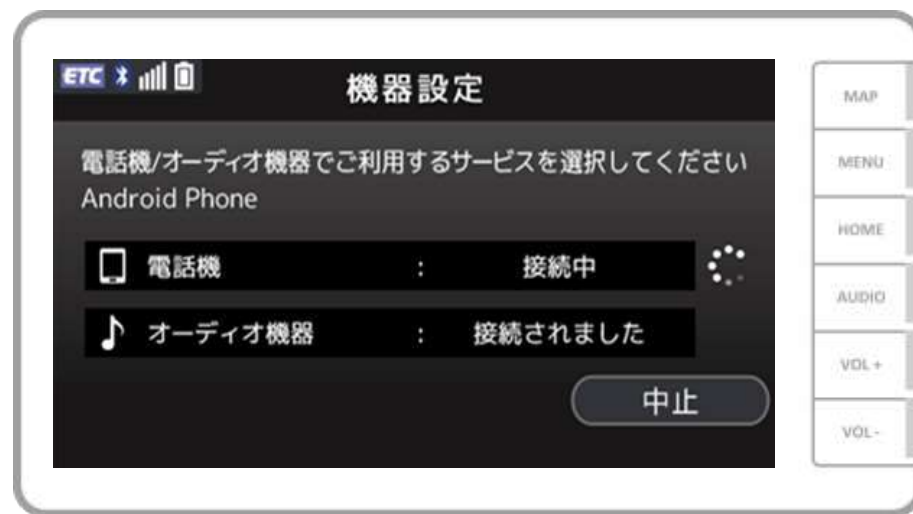 ETC
機器設定
電話機/オーディオ機器でご利用するサービスを選択してください
Android Phone
電話機 : 接続中
オーディオ機器 : 接続されました
中止
MAP
MENU
HOME
AUDIO
VOL +
VOL -